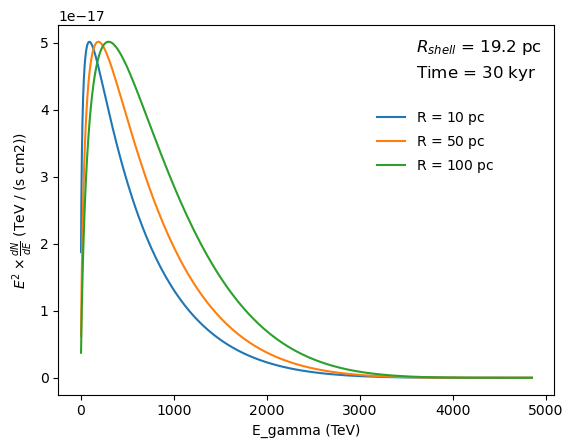 1e−17
R_shell = 19.2 pc
Time = 30 kyr
R = 10 pc
R = 50 pc
R = 100 pc
E² × dN/dE (TeV / (s cm2))
5
4
3
2
1
0
0 1000 2000 3000 4000 5000
E_gamma (TeV)